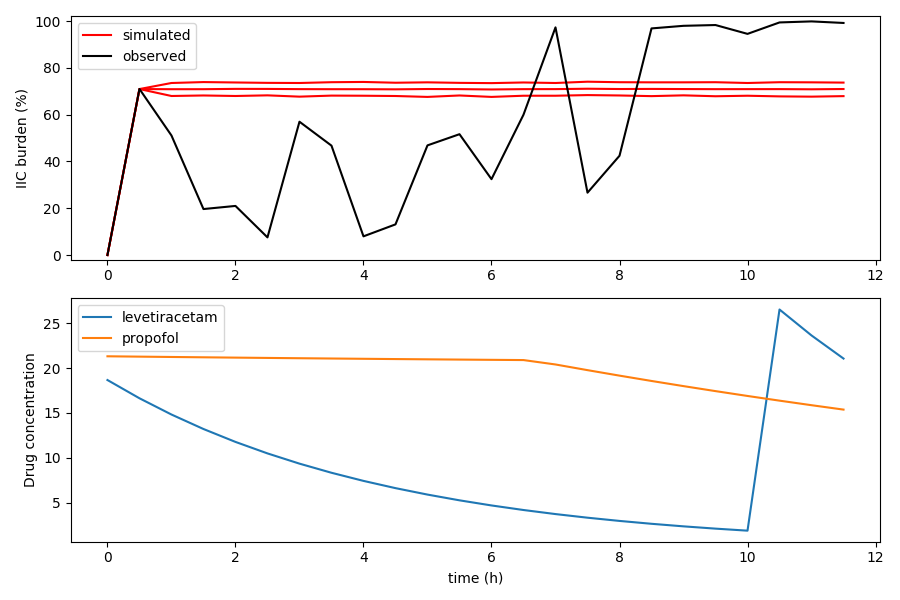 IIC burden (%)
100
80
60
40
20
0
simulated
observed
0 2 4 6 8 10 12
Drug concentration
25
20
15
10
5
levetiracetam
propofol
0 2 4 6 8 10 12
time (h)